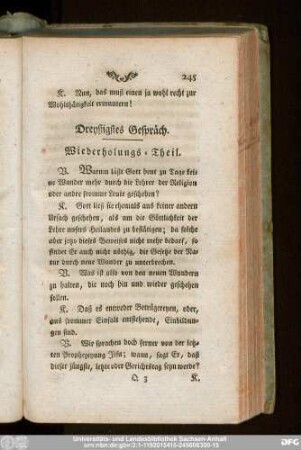 245
K. Nun, das muß einen ja wohl recht zur
Wohlthätigkeit ermuntern!
Dreyßigstes Gespräch.
Wiederholungs-Theil.
V. Warum läßt Gott heut zu Tage kei-
ne Wunder mehr durch die Lehrer der Religion
oder andre fromme Leute geschehen?
K. Gott ließ sie ehemals aus keiner andern
Ursach geschehen, als um die Göttlichkeit der
Lehre unsers Heilandes zu bestätigen; da solche
aber jezo dieses Beweises nicht mehr bedarf, so
findet Er auch nicht nöthig, die Gesetze der Na-
tur durch neue Wunder zu unterbrechen.
V. Was ist also von den neuen Wundern
zu halten, die noch hin und wieder geschehen
sollen.
K. Daß es entweder Betrügereyen, oder,
aus frommer Einfalt entstehende, Einbildun-
gen sind.
V. Wir sprachen doch ferner von der letz-
ten Prophezeyung Jesu; wann, sagt Er, daß
dieser jüngste, letzte oder Gerichtstag seyn werde?
Q 3 K.
Universitäts- und Landesbibliothek Sachsen-Anhalt
DFG